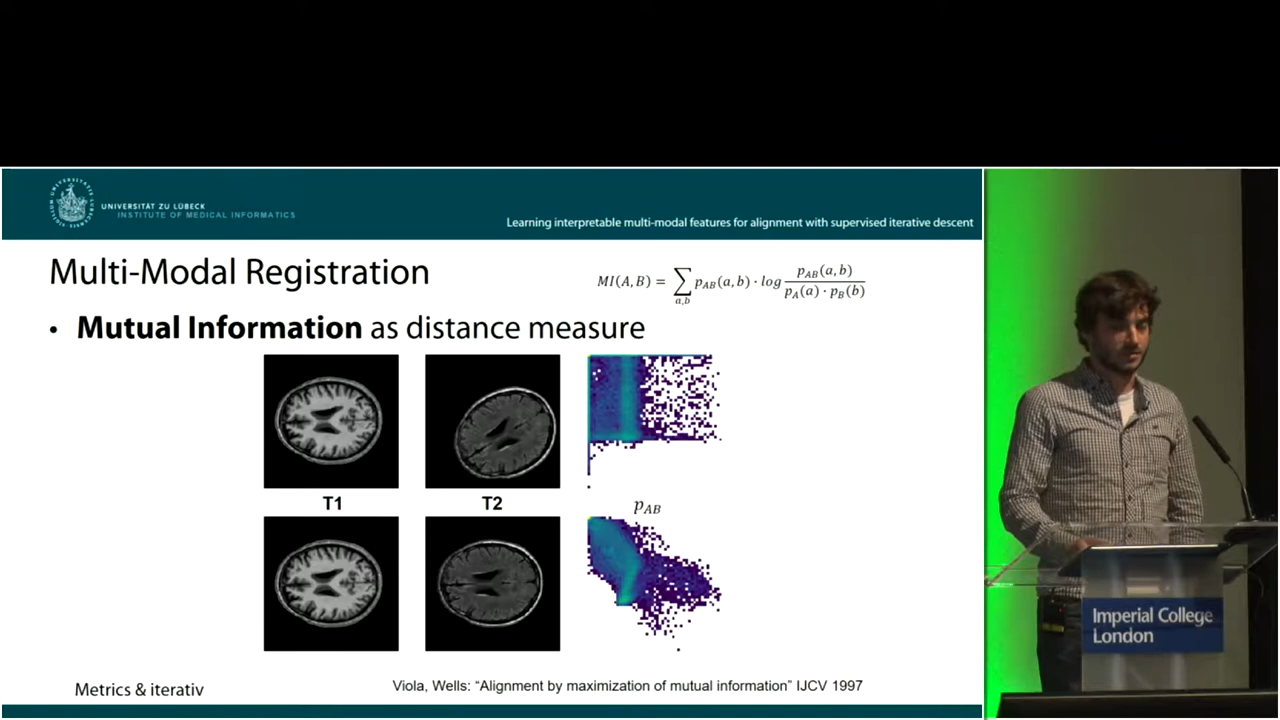 UNIVERSITÄT ZU LÜBECK
INSTITUTE OF MEDICAL INFORMATICS
Learning interpretable multi-modal features for alignment with supervised iterative descent
Multi-Modal Registration
MI(A, B) = ∑a,b pAB(a, b) · log pAB(a, b) / pA(a) · pB(b)
• Mutual Information as distance measure
T1 T2 pAB
Metrics & iterativ
Viola, Wells: “Alignment by maximization of mutual information” IJCV 1997
Imperial College
London